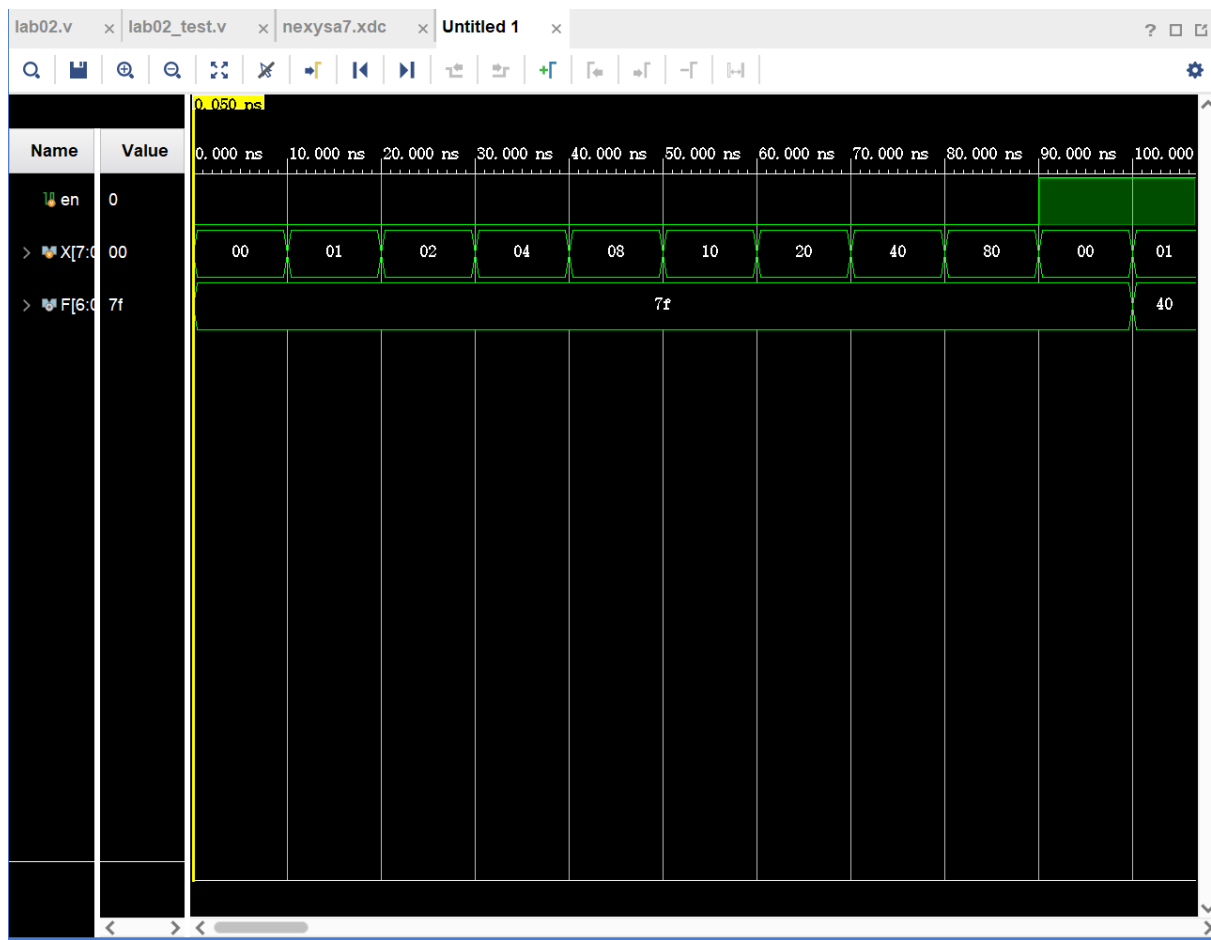 lab02.v × lab02_test.v × nexysa7.xdc × Untitled 1 × ?
0.050 ns
Name Value 0.000 ns 10.000 ns 20.000 ns 30.000 ns 40.000 ns 50.000 ns 60.000 ns 70.000 ns 80.000 ns 90.000 ns 100.000
en 0
> X[7:0 00 00 01 02 04 08 10 20 40 80 00 01
> F[6:0 7f 7f 40